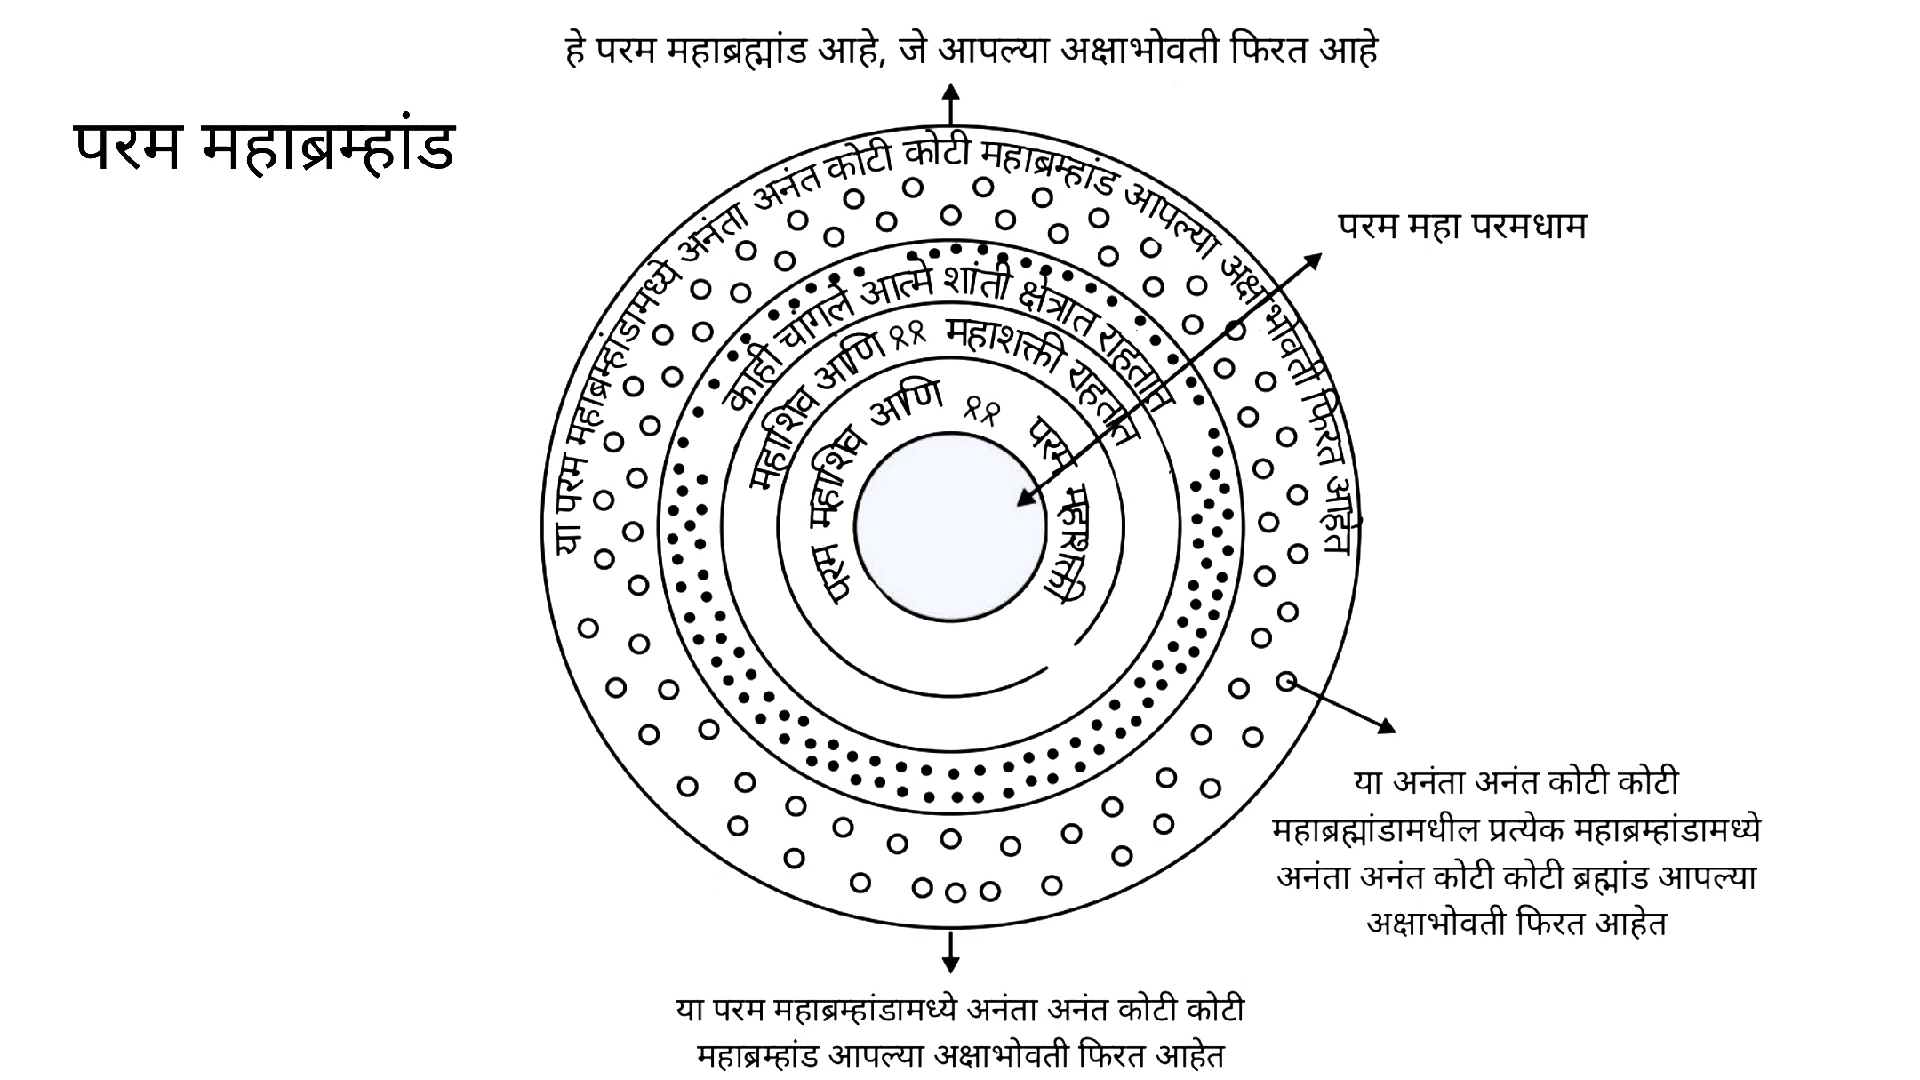 हे परम महाब्रह्मांड आहे, जे आपल्या अक्षाभोवती फिरत आहे
परम महाब्रम्हांड
या परम महाब्रम्हांडामध्ये अनंता अनंत कोटी कोटी महाब्रम्हांड आपल्या अक्षाभोवती फिरत आहेत
परम महा परमधाम
काही चांगले आत्मे शांती क्षेत्रात राहतात
महाशिव आणि ११ महाशक्ती राहतात
परम महाशिव आणि ११ परम महाशक्ती
या अनंता अनंत कोटी कोटी
महाब्रह्मांडामधील प्रत्येक महाब्रम्हांडामध्ये
अनंता अनंत कोटी कोटी ब्रह्मांड आपल्या
अक्षाभोवती फिरत आहेत
या परम महाब्रम्हांडामध्ये अनंता अनंत कोटी कोटी
महाब्रम्हांड आपल्या अक्षाभोवती फिरत आहेत